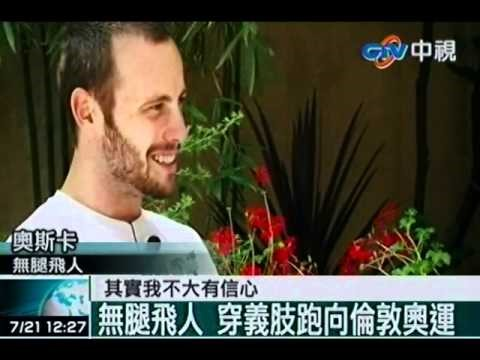 CTV中視
奧斯卡
無腿飛人
其實我不大有信心
無腿飛人 穿義肢跑向倫敦奧運
7/21 12:27